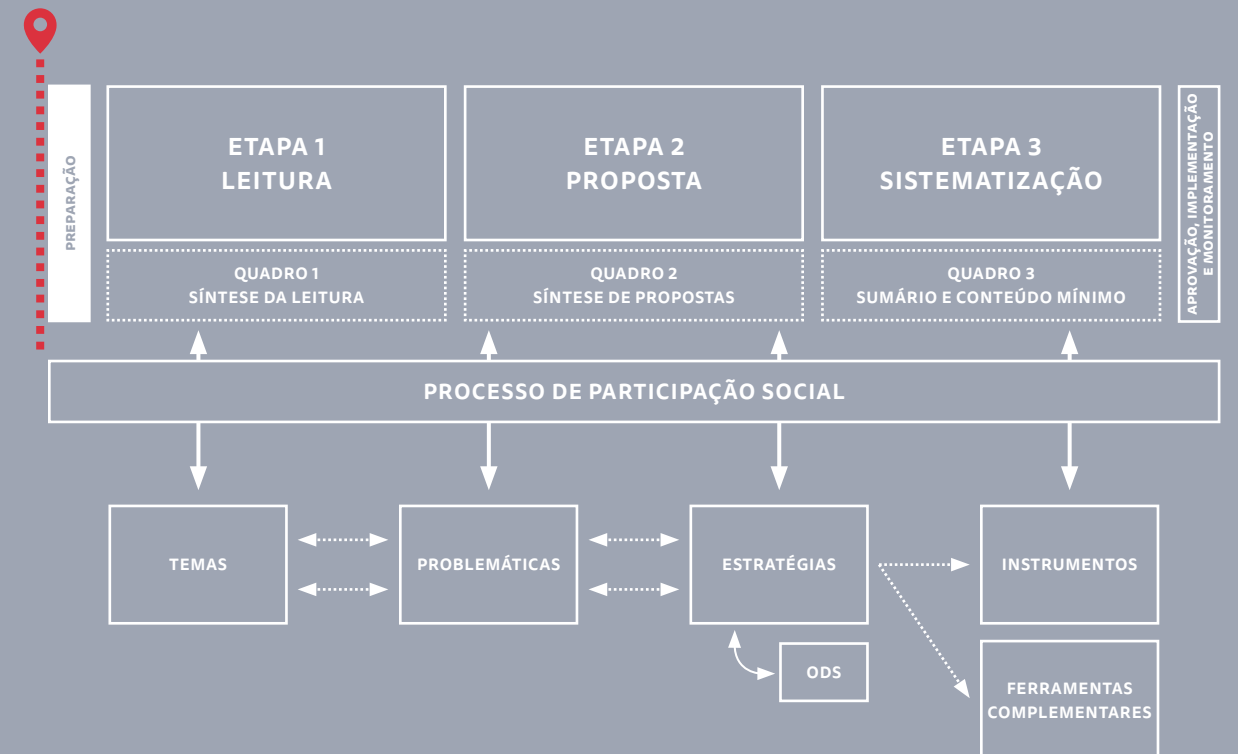 PREPARAÇÃO
ETAPA 1
LEITURA
ETAPA 2
PROPOSTA
ETAPA 3
SISTEMATIZAÇÃO
APROVAÇÃO, IMPLEMENTAÇÃO
E MONITORAMENTO
QUADRO 1
SÍNTESE DA LEITURA
QUADRO 2
SÍNTESE DE PROPOSTAS
QUADRO 3
SUMÁRIO E CONTEÚDO MÍNIMO
PROCESSO DE PARTICIPAÇÃO SOCIAL
TEMAS
PROBLEMÁTICAS
ESTRATÉGIAS
INSTRUMENTOS
ODS
FERRAMENTAS
COMPLEMENTARES